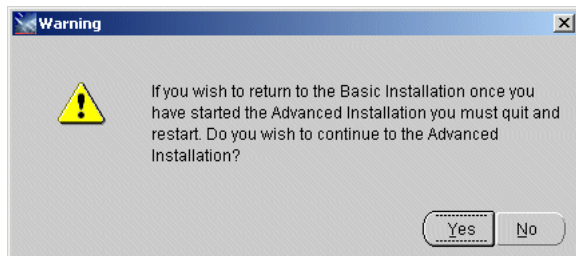 Warning
If you wish to return to the Basic Installation once you
have started the Advanced Installation you must quit and
restart. Do you wish to continue to the Advanced
Installation?
Yes No